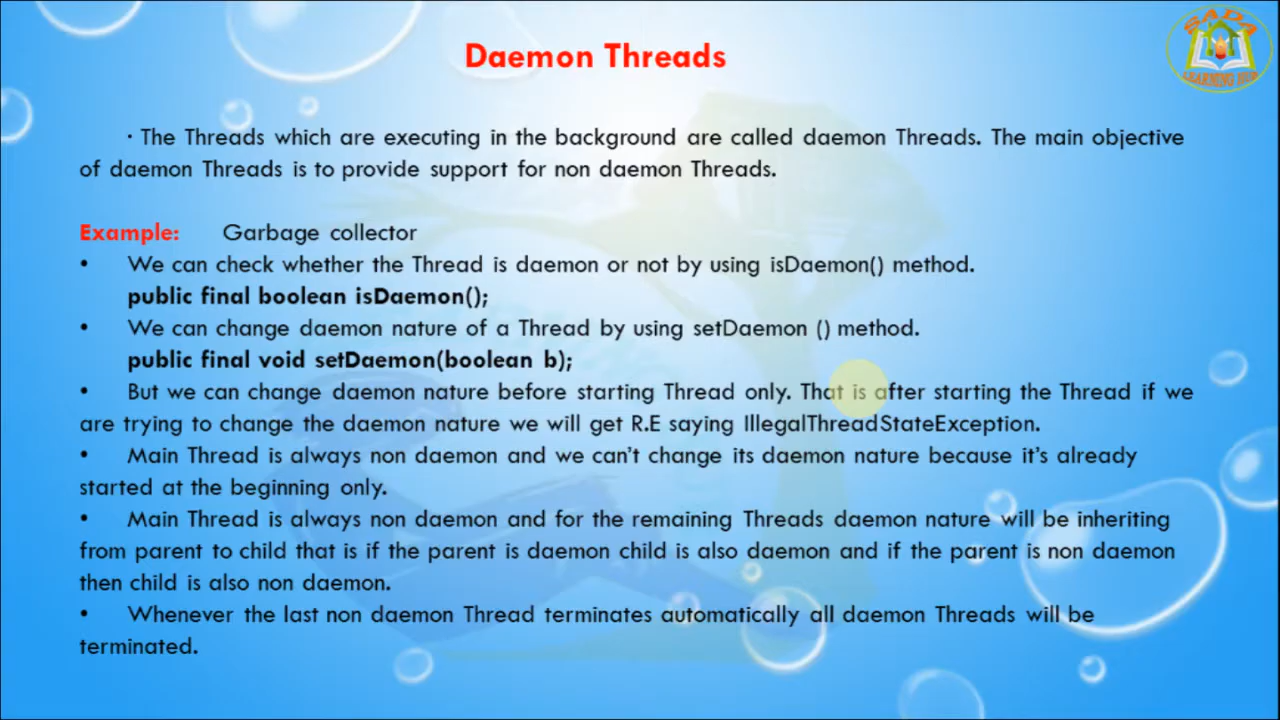 SADA
LEARNING HUB
Daemon Threads
· The Threads which are executing in the background are called daemon Threads. The main objective
of daemon Threads is to provide support for non daemon Threads.
Example: Garbage collector
• We can check whether the Thread is daemon or not by using isDaemon() method.
public final boolean isDaemon();
• We can change daemon nature of a Thread by using setDaemon () method.
public final void setDaemon(boolean b);
• But we can change daemon nature before starting Thread only. That is after starting the Thread if we
are trying to change the daemon nature we will get R.E saying IllegalThreadStateException.
• Main Thread is always non daemon and we can't change its daemon nature because it's already
started at the beginning only.
• Main Thread is always non daemon and for the remaining Threads daemon nature will be inheriting
from parent to child that is if the parent is daemon child is also daemon and if the parent is non daemon
then child is also non daemon.
• Whenever the last non daemon Thread terminates automatically all daemon Threads will be
terminated.